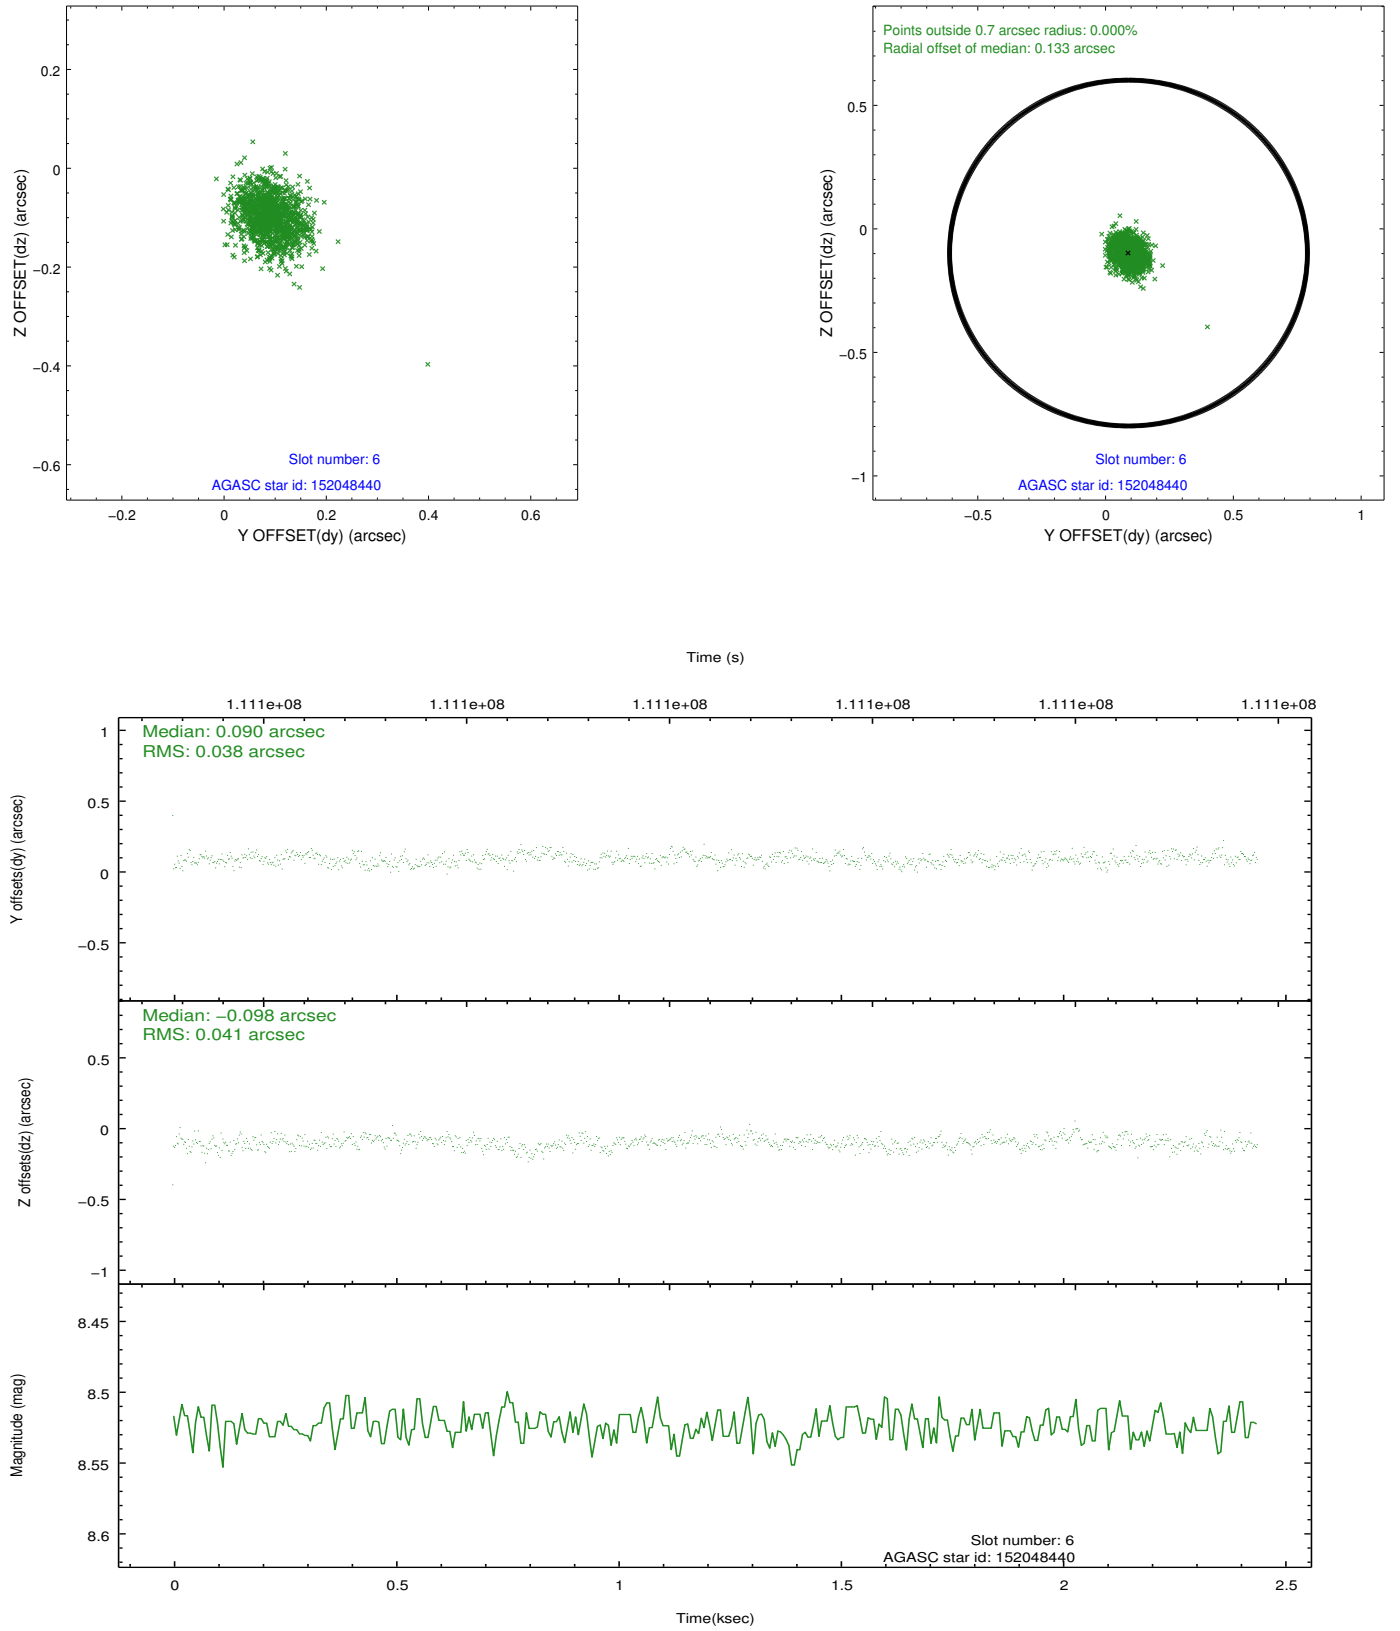 0.2
0
−0.2
−0.4
−0.6
Z OFFSET(dz) (arcsec)
Slot number: 6
AGASC star id: 152048440
−0.2 0 0.2 0.4 0.6
Y OFFSET(dy) (arcsec)
Points outside 0.7 arcsec radius: 0.000%
Radial offset of median: 0.133 arcsec
0.5
0
−0.5
−1
Z OFFSET(dz) (arcsec)
Slot number: 6
AGASC star id: 152048440
−0.5 0 0.5 1
Y OFFSET(dy) (arcsec)
Time (s)
1.111e+08 1.111e+08 1.111e+08 1.111e+08 1.111e+08 1.111e+08
Median: 0.090 arcsec
RMS: 0.038 arcsec
1
0.5
0
−0.5
Y offsets(dy) (arcsec)
Median: −0.098 arcsec
RMS: 0.041 arcsec
0.5
0
−0.5
−1
Z offsets(dz) (arcsec)
8.45
8.5
8.55
8.6
Magnitude (mag)
Slot number: 6
AGASC star id: 152048440
0 0.5 1 1.5 2 2.5
Time(ksec)